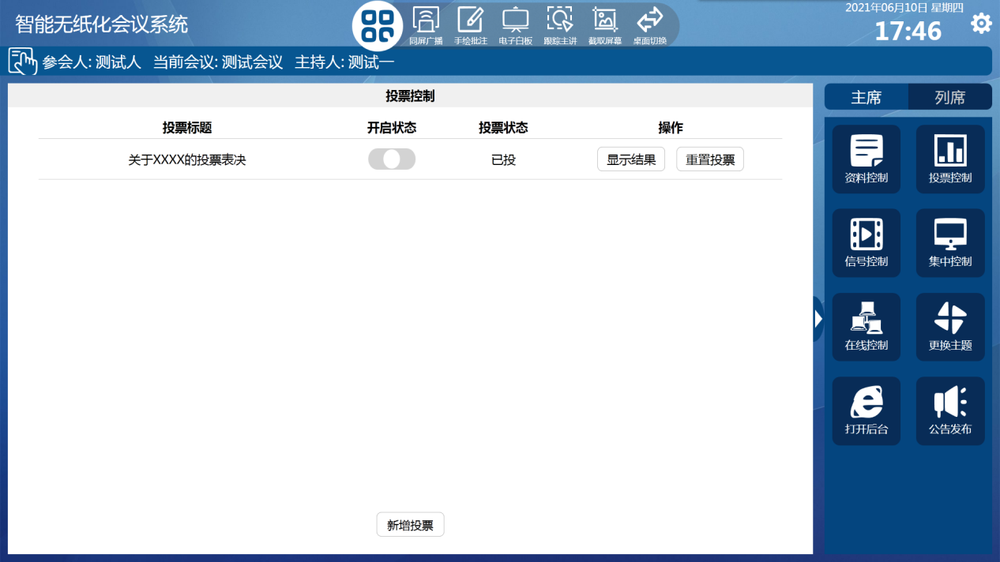 智能无纸化会议系统
同屏广播 手绘批注 电子白板 跟踪主讲 截取屏幕 桌面切换
2021年06月10日 星期四
17:46
参会人: 测试人 当前会议: 测试会议 主持人: 测试一
投票控制
投票标题 开启状态 投票状态 操作
关于XXXX的投票表决 已投 显示结果 重置投票
新增投票
主席 列席
资料控制 投票控制
信号控制 集中控制
在线控制 更换主题
打开后台 公告发布